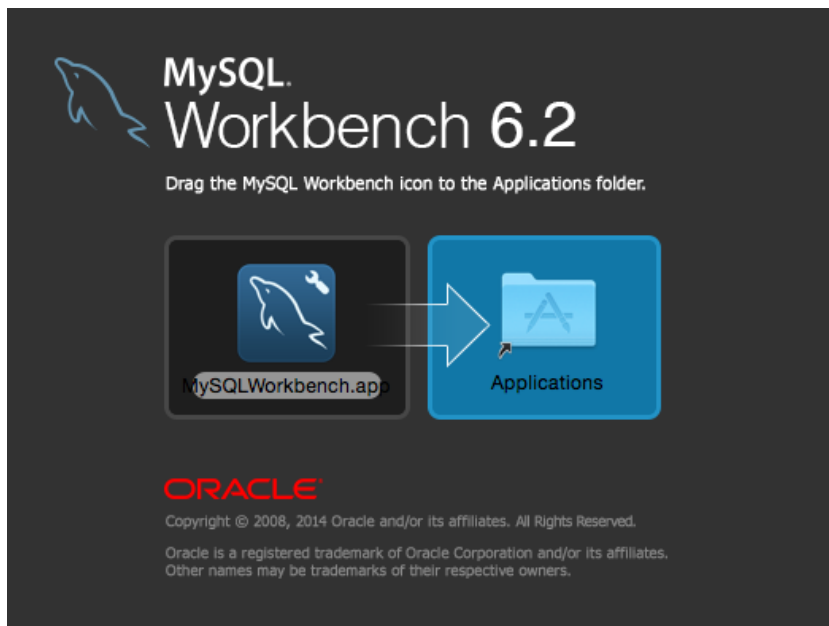 MySQL.
Workbench 6.2
Drag the MySQL Workbench icon to the Applications folder.
MySQLWorkbench.app
Applications
ORACLE
Copyright © 2008, 2014 Oracle and/or its affiliates. All Rights Reserved.
Oracle is a registered trademark of Oracle Corporation and/or its affiliates.
Other names may be trademarks of their respective owners.